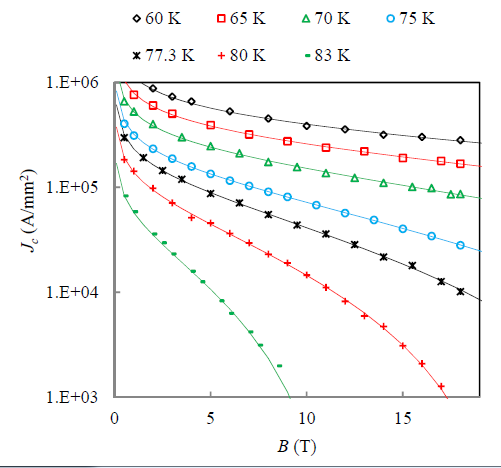 60 K 65 K 70 K 75 K
77.3 K 80 K 83 K
1.E+06
1.E+05
1.E+04
1.E+03
J_c (A/mm²)
0 5 10 15
B (T)